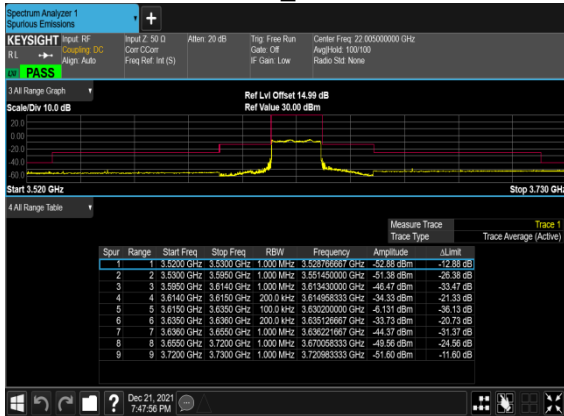 Spectrum Analyzer 1
Spurious Emissions
+
KEYSIGHT Input: RF Input Z: 50 Ω Atten: 20 dB Trig: Free Run Center Freq: 22.005000000 GHz
RL Coupling: DC Corr CCorr Gate: Off Avg|Hold: 100/100
Align: Auto Freq Ref: Int (S) IF Gain: Low Radio Std: None
LXI PASS
3 All Range Graph
Ref Lvl Offset 14.99 dB
Scale/Div 10.0 dB Ref Value 30.00 dBm
20.0
0.00
-20.0
-40.0
-60.0
Start 3.520 GHz Stop 3.730 GHz
4 All Range Table
Measure Trace Trace 1
Trace Type Trace Average (Active)
Spur Range Start Freq Stop Freq RBW Frequency Amplitude ΔLimit
1 1 3.5200 GHz 3.5300 GHz 1.000 MHz 3.528766667 GHz -52.88 dBm -12.88 dB
2 2 3.5300 GHz 3.5950 GHz 1.000 MHz 3.551450000 GHz -51.38 dBm -26.38 dB
3 3 3.5950 GHz 3.6140 GHz 1.000 MHz 3.613430000 GHz -46.47 dBm -33.47 dB
4 4 3.6140 GHz 3.6150 GHz 200.0 kHz 3.614958333 GHz -34.33 dBm -21.33 dB
5 5 3.6150 GHz 3.6350 GHz 100.0 kHz 3.630200000 GHz -6.131 dBm -36.13 dB
6 6 3.6350 GHz 3.6360 GHz 200.0 kHz 3.635126667 GHz -33.73 dBm -20.73 dB
7 7 3.6360 GHz 3.6550 GHz 1.000 MHz 3.636221667 GHz -44.37 dBm -31.37 dB
8 8 3.6550 GHz 3.7200 GHz 1.000 MHz 3.670058333 GHz -49.56 dBm -24.56 dB
9 9 3.7200 GHz 3.7300 GHz 1.000 MHz 3.720983333 GHz -51.60 dBm -11.60 dB
? Dec 21, 2021
7:47:56 PM